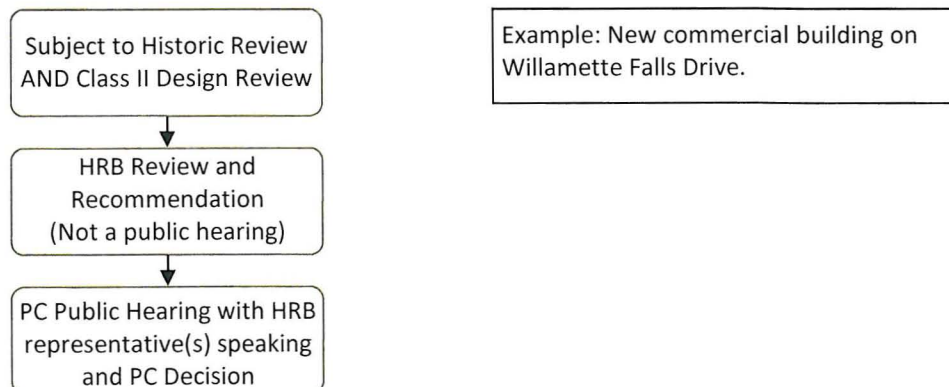 Subject to Historic Review
AND Class II Design Review
Example: New commercial building on
Willamette Falls Drive.
HRB Review and
Recommendation
(Not a public hearing)
PC Public Hearing with HRB
representative(s) speaking
and PC Decision